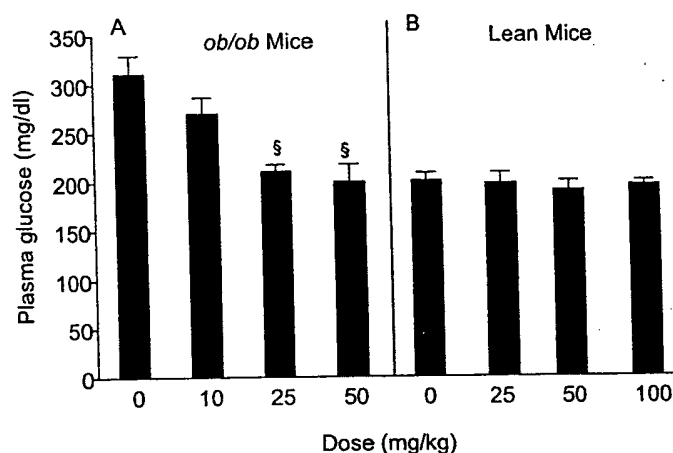 A
ob/ob Mice
B
Lean Mice
Plasma glucose (mg/dl)
350
300
250
200
150
100
50
0
§
§
0 10 25 50 0 25 50 100
Dose (mg/kg)